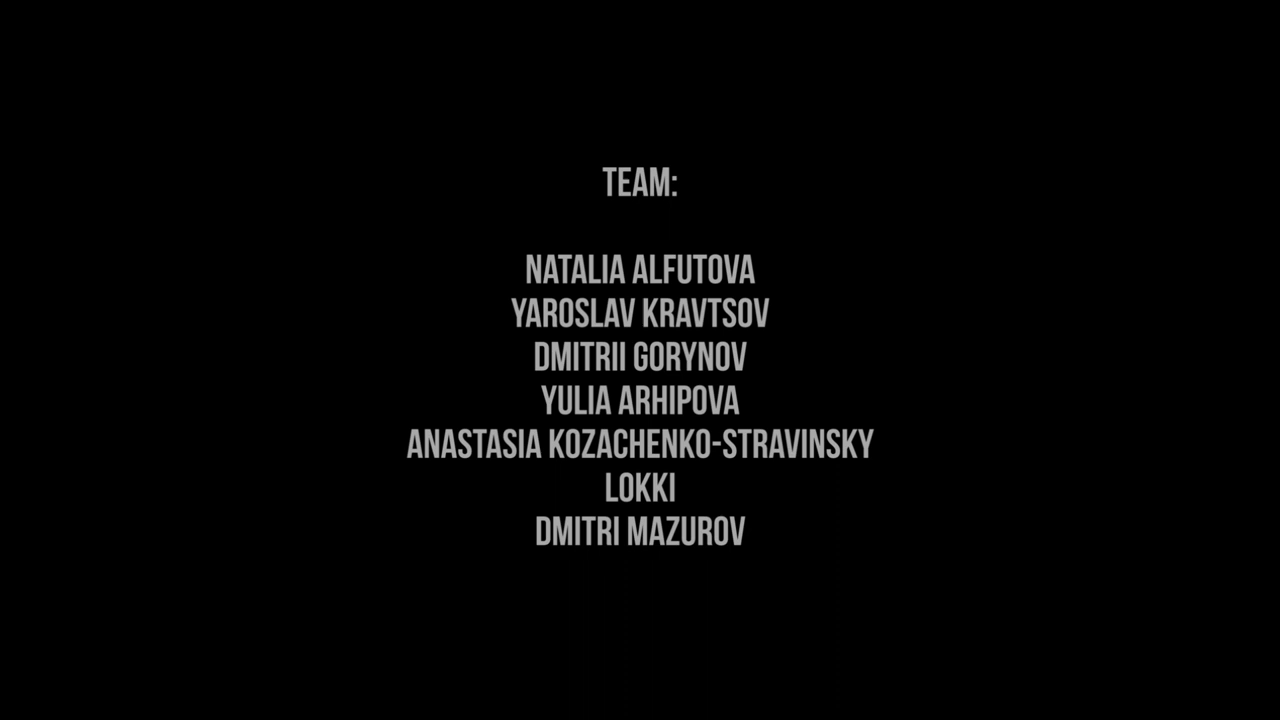 TEAM:
NATALIA ALFUTOVA
YAROSLAV KRAVTSOV
DMITRII GORYNOV
YULIA ARHIPOVA
ANASTASIA KOZACHENKO-STRAVINSKY
LOKKI
DMITRI MAZUROV